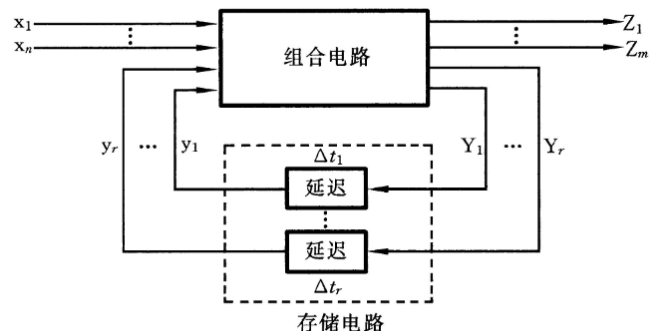 x₁ Z₁
⋮ 组合电路 ⋮
xₙ Zₘ
yᵣ ··· y₁ Y₁ ··· Yᵣ
Δt₁
延迟
⋮
延迟
Δtᵣ
存储电路